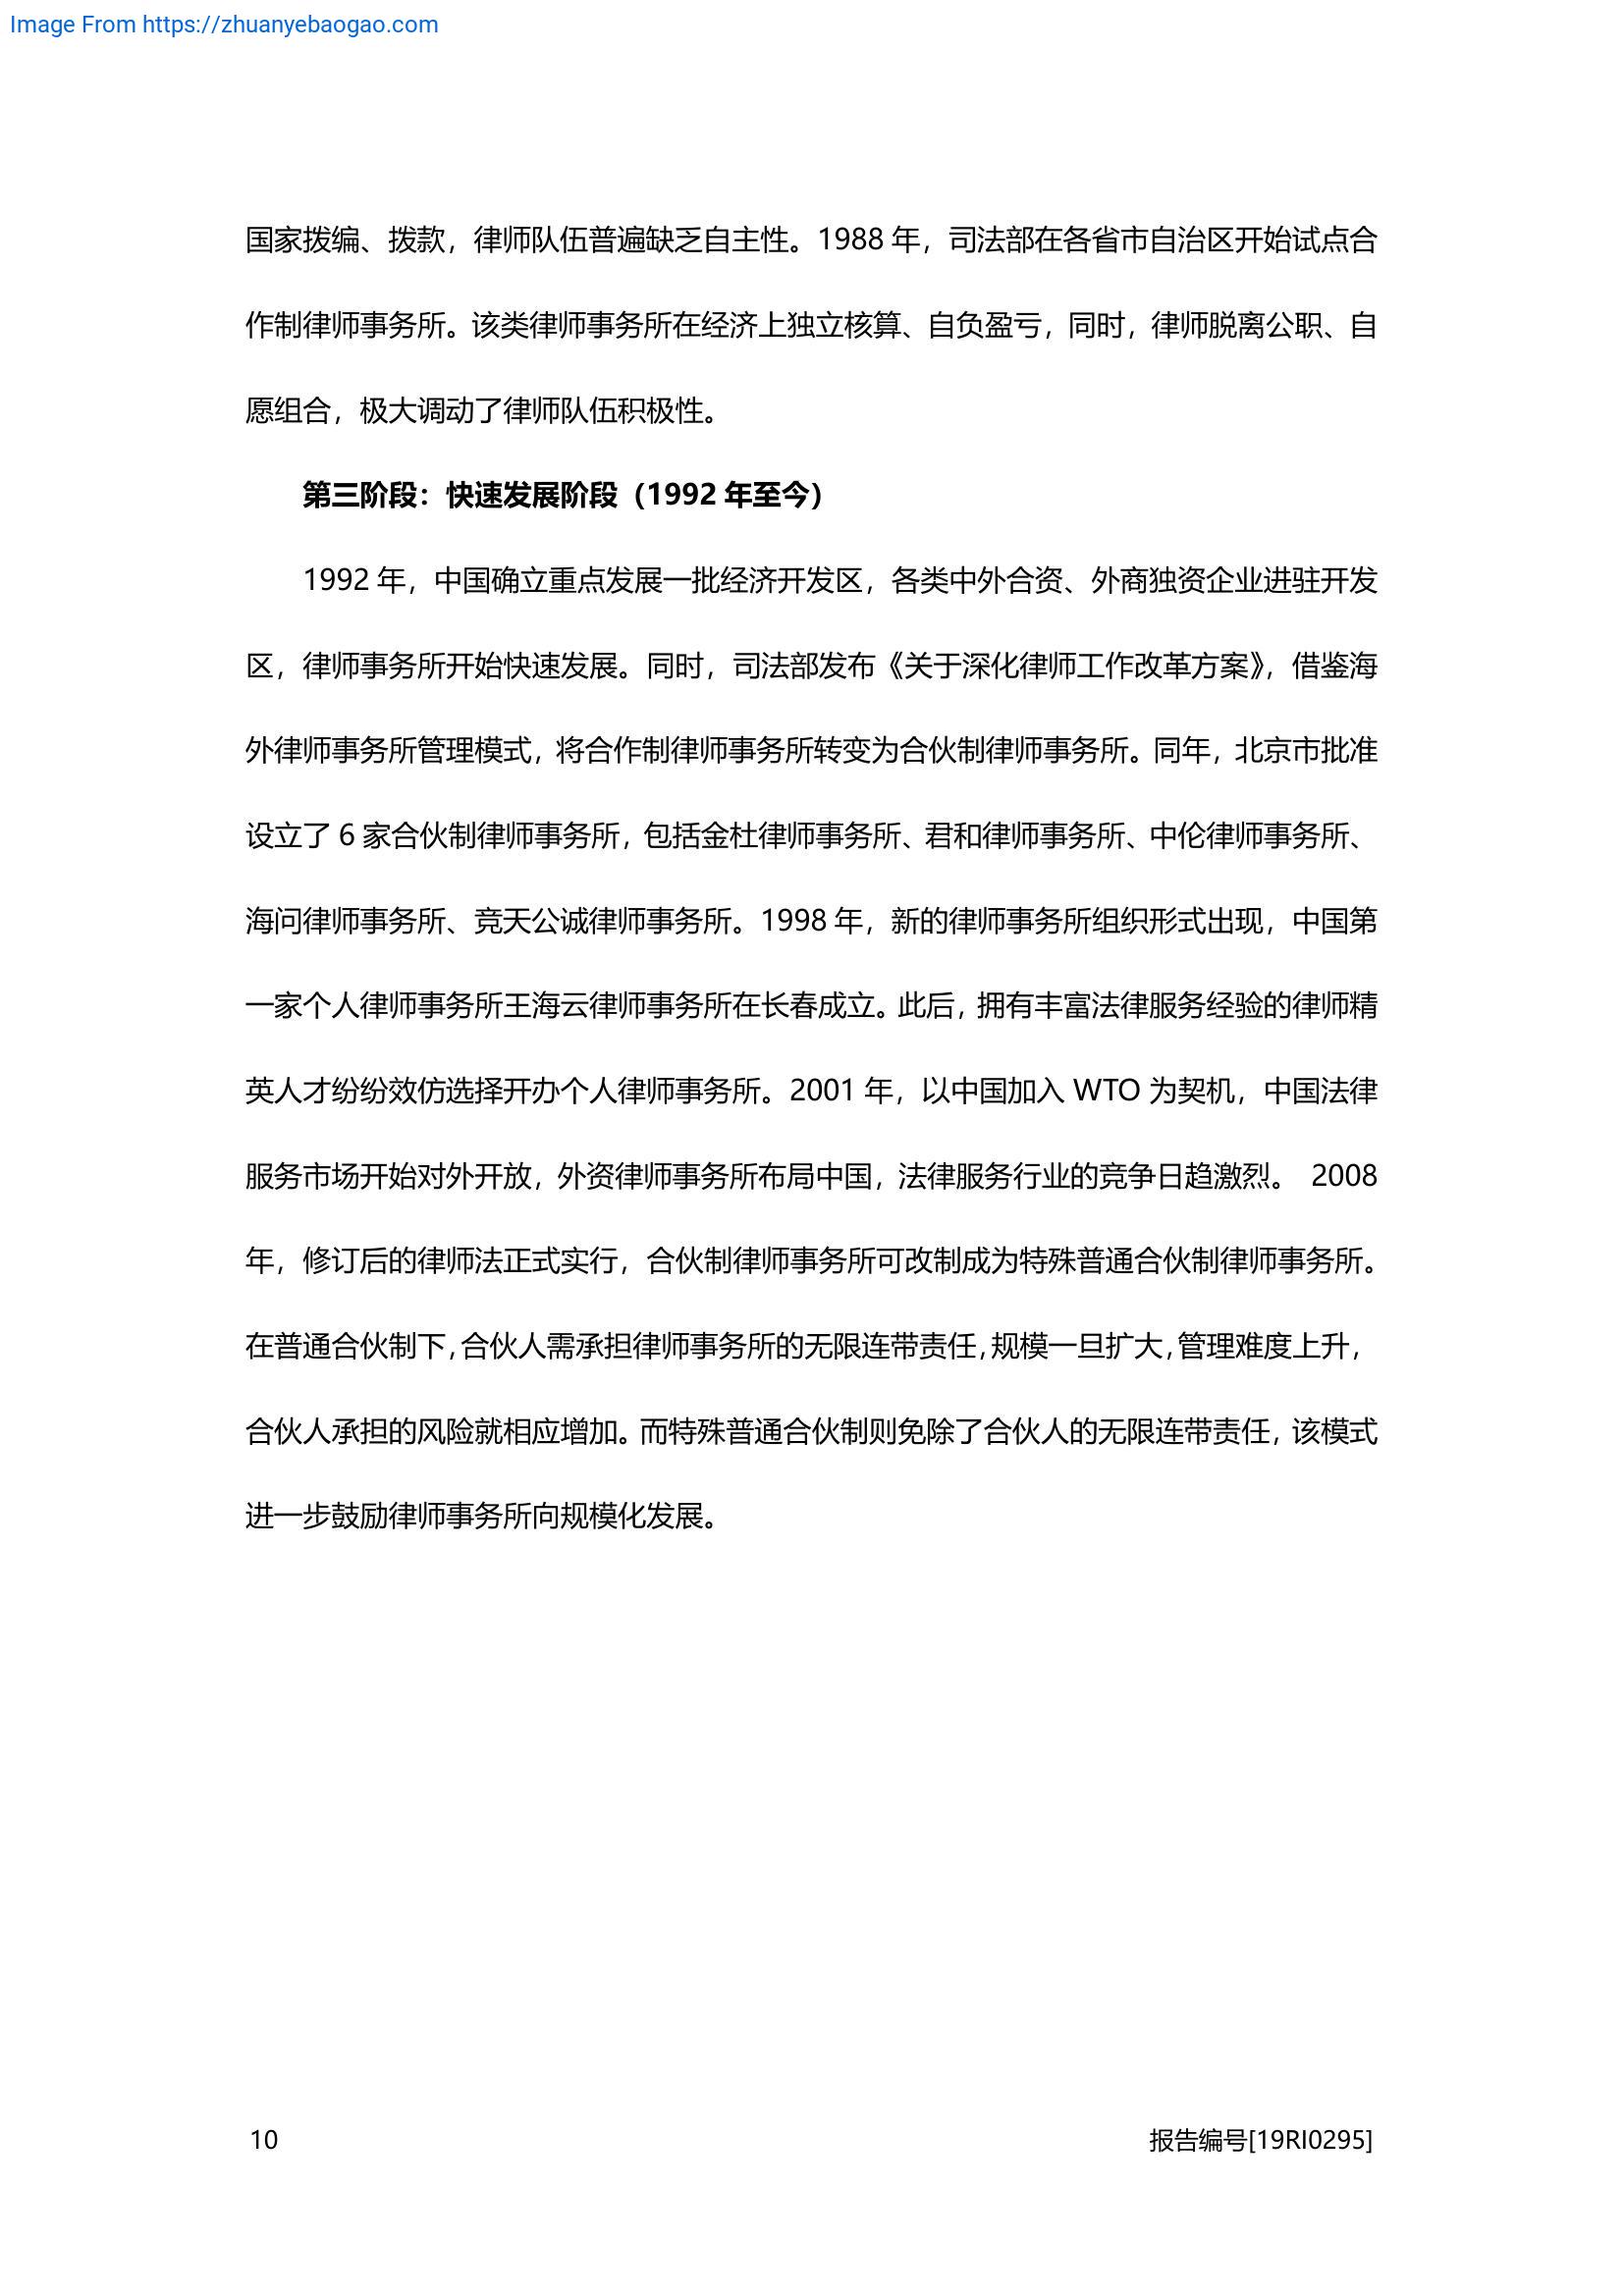 Image From https://zhuanyebaogao.com
国家拨编、拨款，律师队伍普遍缺乏自主性。1988 年，司法部在各省市自治区开始试点合
作制律师事务所。该类律师事务所在经济上独立核算、自负盈亏，同时，律师脱离公职、自
愿组合，极大调动了律师队伍积极性。
第三阶段：快速发展阶段（1992 年至今）
1992 年，中国确立重点发展一批经济开发区，各类中外合资、外商独资企业进驻开发
区，律师事务所开始快速发展。同时，司法部发布《关于深化律师工作改革方案》，借鉴海
外律师事务所管理模式，将合作制律师事务所转变为合伙制律师事务所。同年，北京市批准
设立了 6 家合伙制律师事务所，包括金杜律师事务所、君和律师事务所、中伦律师事务所、
海问律师事务所、竞天公诚律师事务所。1998 年，新的律师事务所组织形式出现，中国第
一家个人律师事务所王海云律师事务所在长春成立。此后，拥有丰富法律服务经验的律师精
英人才纷纷效仿选择开办个人律师事务所。2001 年，以中国加入 WTO 为契机，中国法律
服务市场开始对外开放，外资律师事务所布局中国，法律服务行业的竞争日趋激烈。 2008
年，修订后的律师法正式实行，合伙制律师事务所可改制成为特殊普通合伙制律师事务所。
在普通合伙制下，合伙人需承担律师事务所的无限连带责任，规模一旦扩大，管理难度上升，
合伙人承担的风险就相应增加。而特殊普通合伙制则免除了合伙人的无限连带责任，该模式
进一步鼓励律师事务所向规模化发展。
10 报告编号[19RI0295]